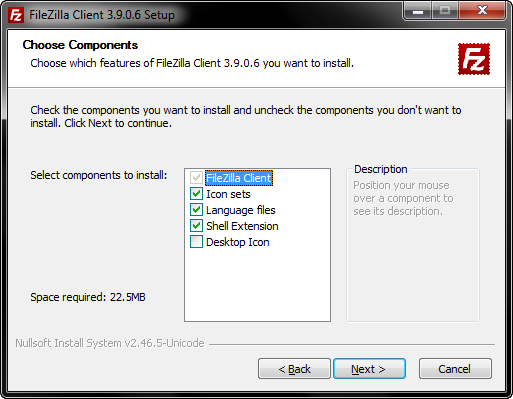 FileZilla Client 3.9.0.6 Setup
Choose Components
Choose which features of FileZilla Client 3.9.0.6 you want to install.
Fz
Check the components you want to install and uncheck the components you don't want to
install. Click Next to continue.
Select components to install:
FileZilla Client
Icon sets
Language files
Shell Extension
Desktop Icon
Description
Position your mouse
over a component to
see its description.
Space required: 22.5MB
Nullsoft Install System v2.46.5-Unicode
< Back
Next >
Cancel